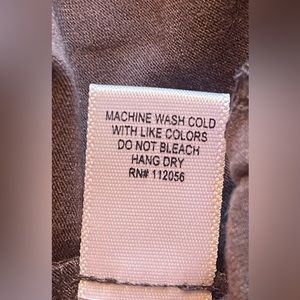 MACHINE WASH COLD
WITH LIKE COLORS
DO NOT BLEACH
HANG DRY
RN# 112056